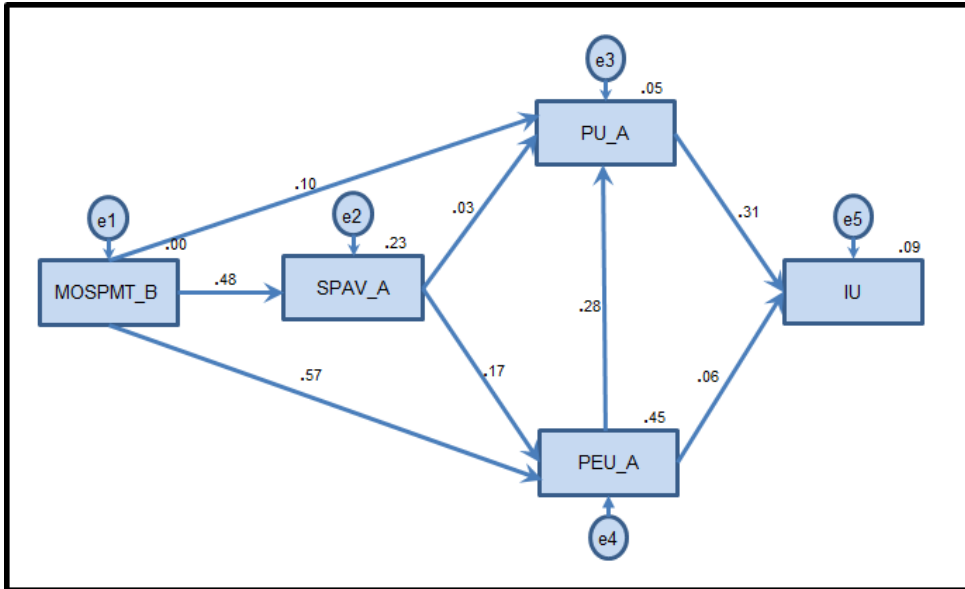 e3
.05
PU_A
.10
.03
.31
e1
e2
e5
.00
.23
.09
MOSPMT_B
.48
SPAV_A
IU
.28
.57
.17
.06
.45
PEU_A
e4